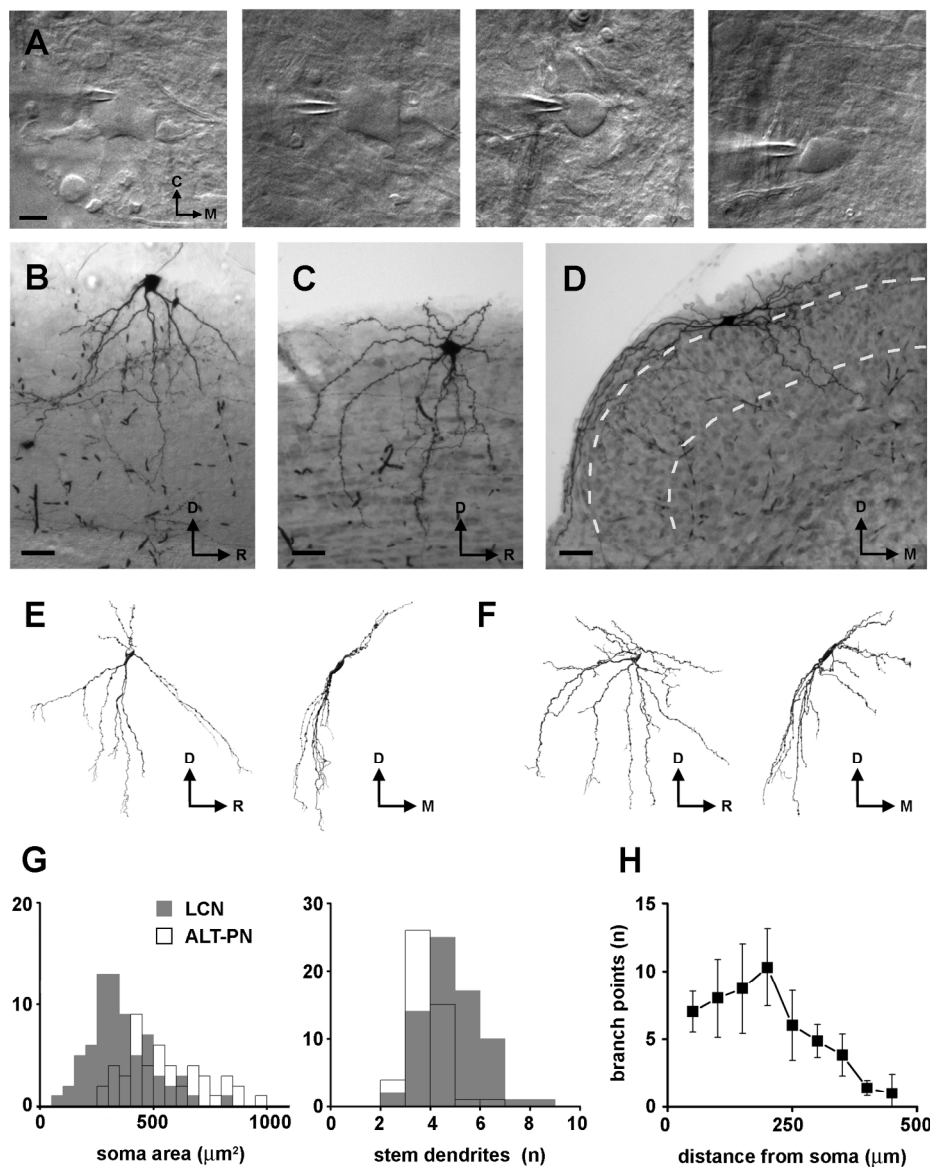 A
C
M
B
D
R
C
D
R
D
D
M
E
D
R
D
M
F
D
R
D
M
G
20
10
0
0
500
1000
soma area (μm²)
LCN
ALT-PN
30
20
10
0
0
2
4
6
8
10
stem dendrites (n)
H
15
10
5
0
0
250
500
branch points (n)
distance from soma (μm)